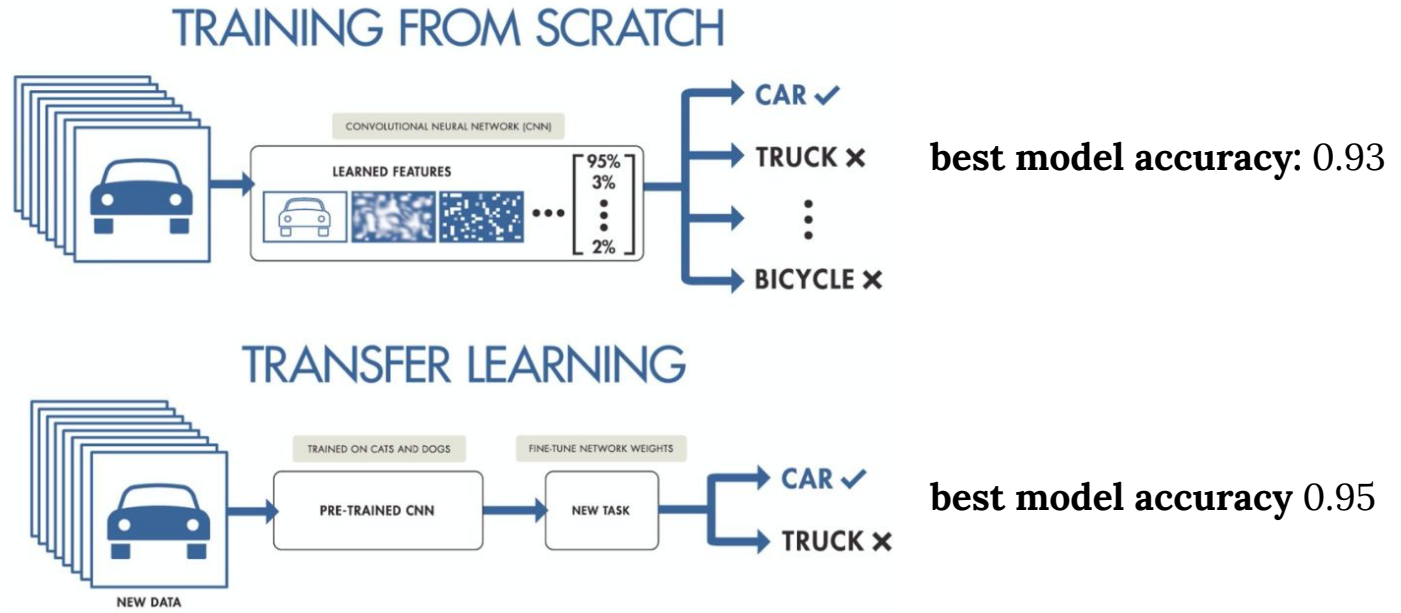 TRAINING FROM SCRATCH
CONVOLUTIONAL NEURAL NETWORK (CNN)
LEARNED FEATURES
95%
3%
2%
CAR ✓
TRUCK ✕
BICYCLE ✕
best model accuracy: 0.93
TRANSFER LEARNING
NEW DATA
TRAINED ON CATS AND DOGS
PRE-TRAINED CNN
FINE-TUNE NETWORK WEIGHTS
NEW TASK
CAR ✓
TRUCK ✕
best model accuracy 0.95